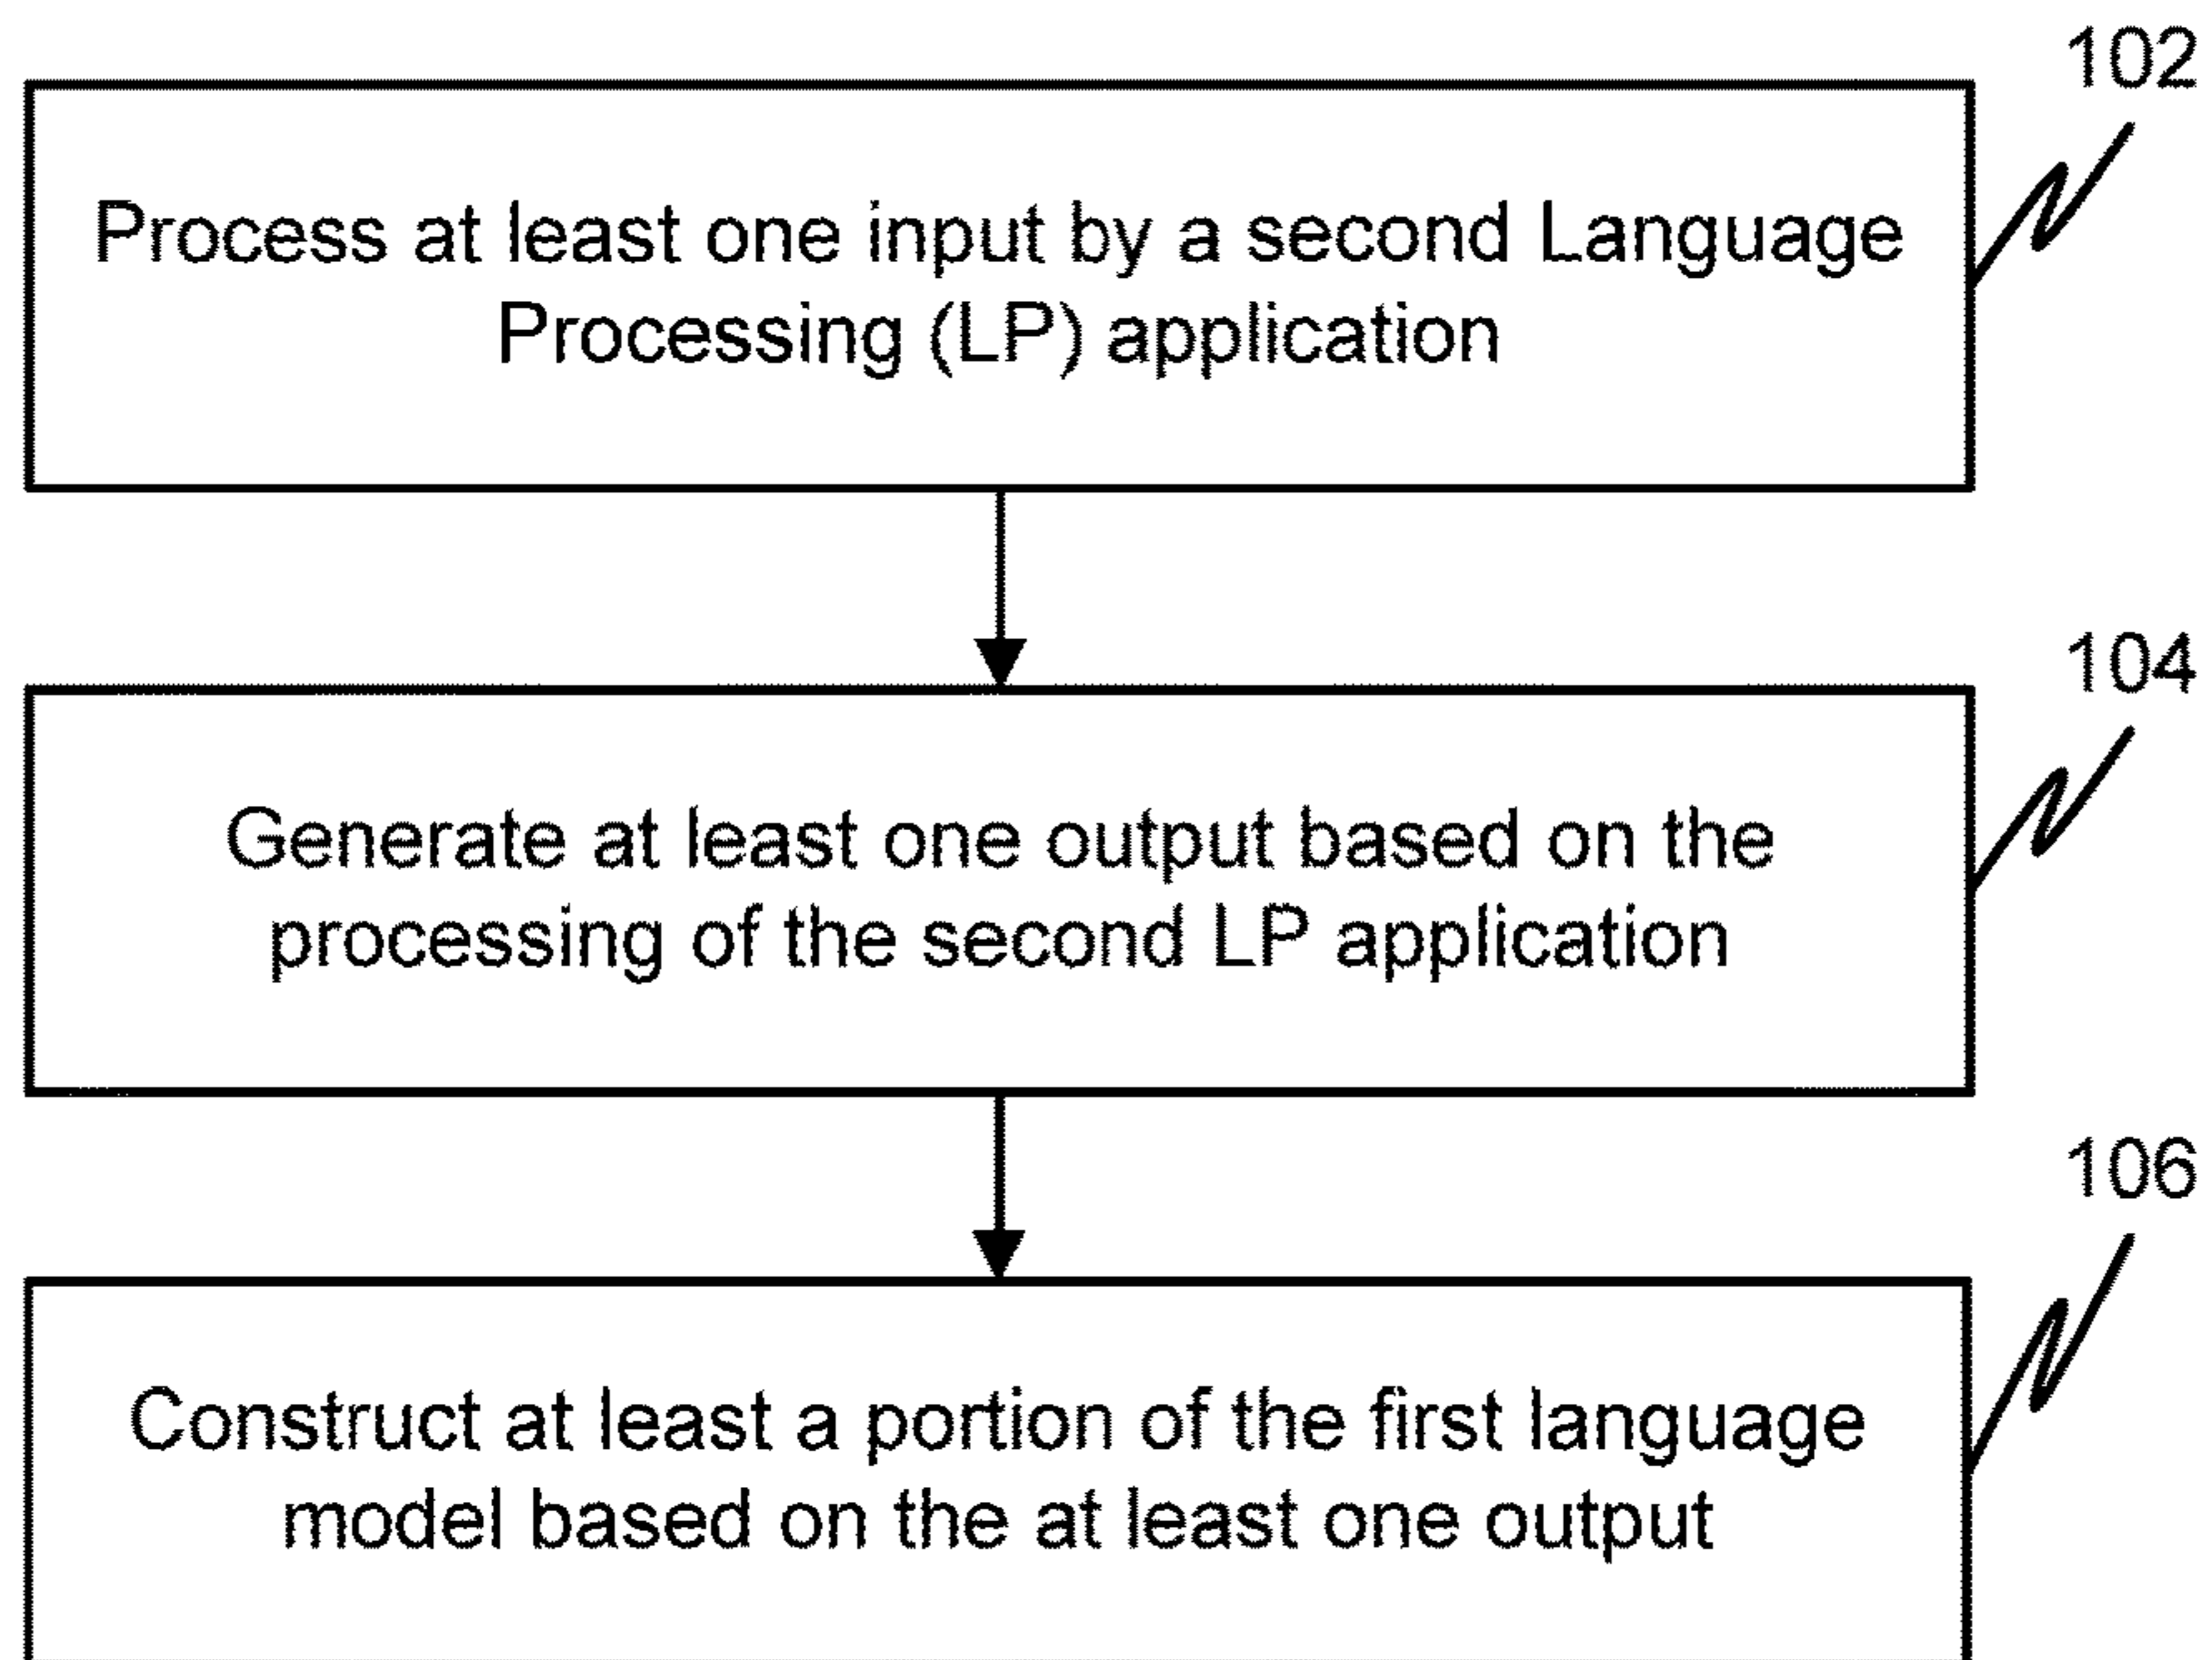 102
Process at least one input by a second Language
Processing (LP) application
104
Generate at least one output based on the
processing of the second LP application
106
Construct at least a portion of the first language
model based on the at least one output